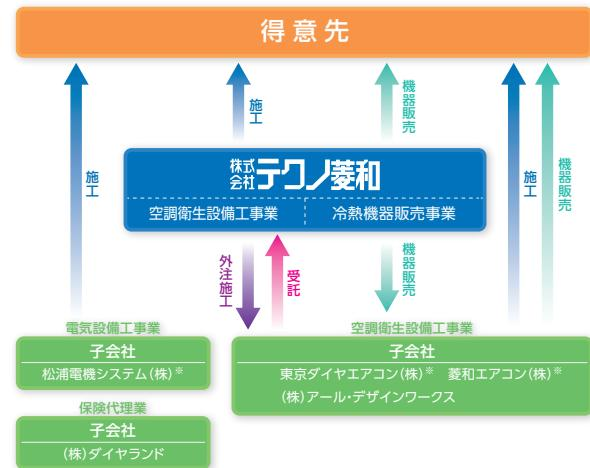 得意先
施工
施工
機器販売
施工
機器販売
株式会社テクノ菱和
空調衛生設備工事業
冷熱機器販売事業
外注施工
受託
機器販売
電気設備工事業
子会社
松浦電機システム(株)※
保険代理業
子会社
(株)ダイヤランド
空調衛生設備工事業
子会社
東京ダイヤエアコン(株)※ 菱和エアコン(株)※
(株)アール・デザインワークス